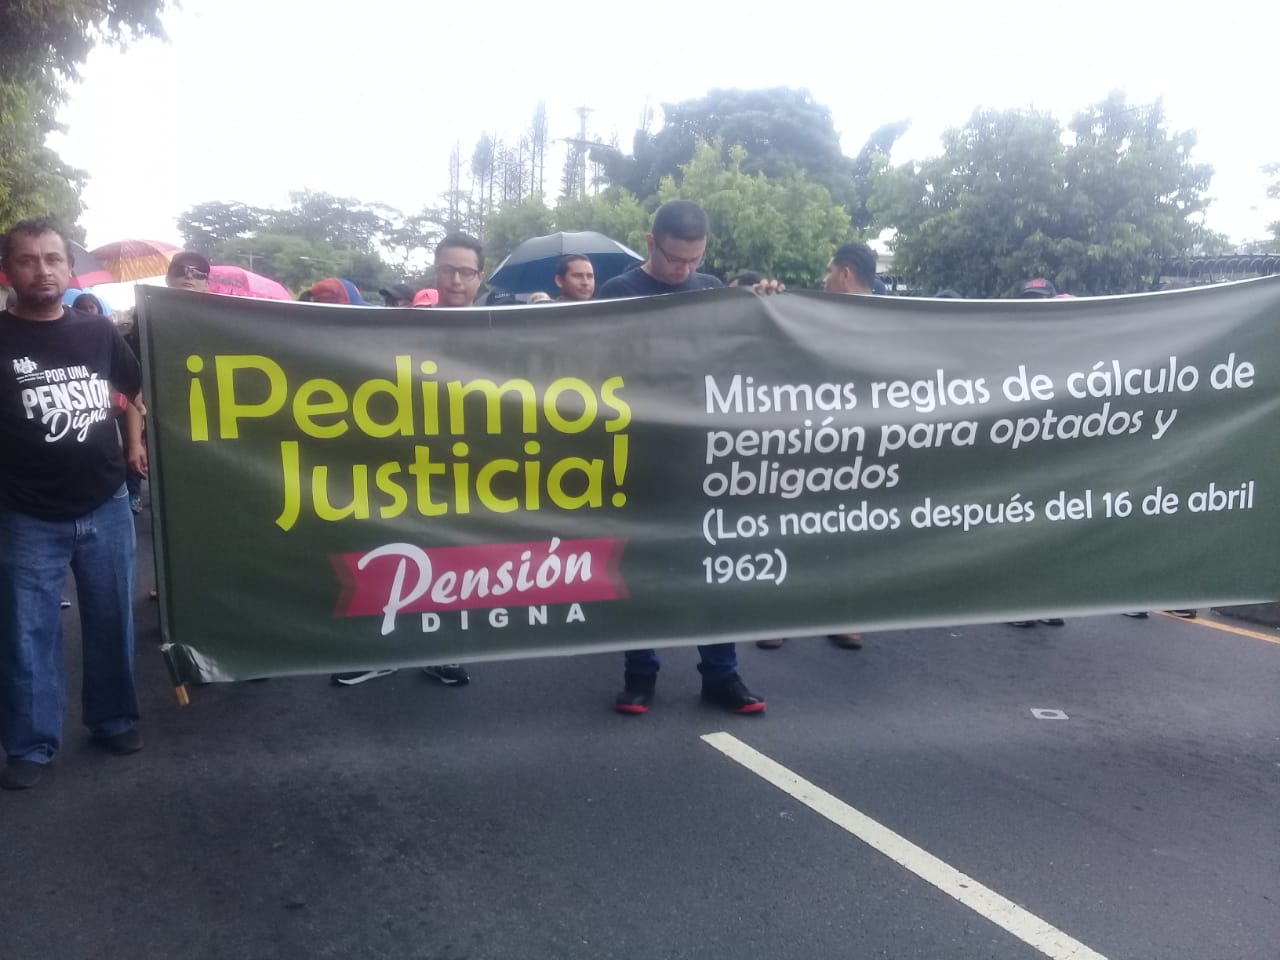 ¡Pedimos
Justicia!
Pensión
DIGNA
Mismas reglas de cálculo de
pensión para optados y
obligados
(Los nacidos después del 16 de abril
1962)
POR UNA
PENSIÓN
Digna